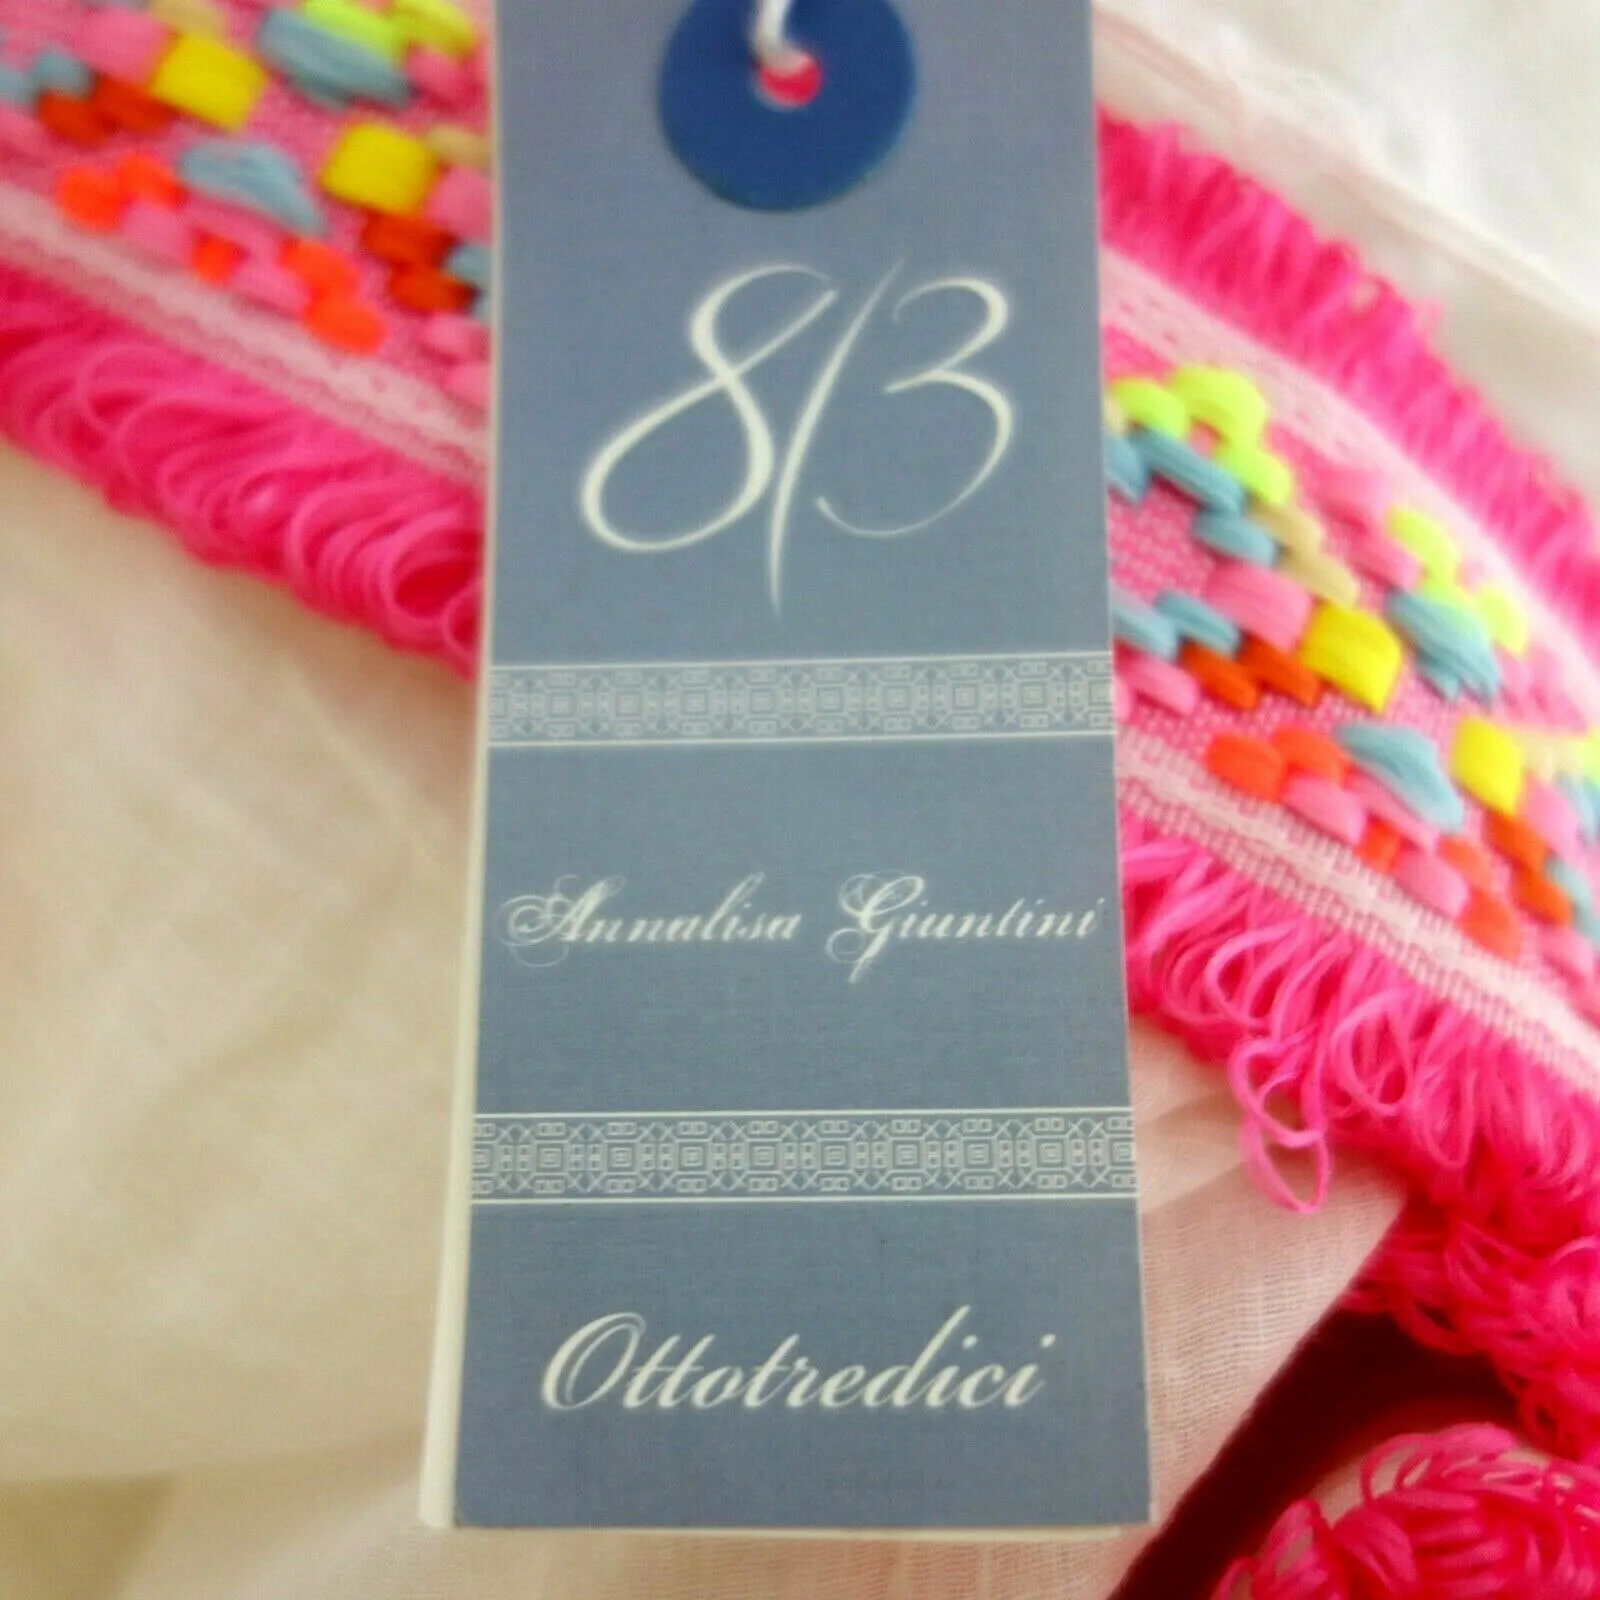 8/3
Annalisa Giuntini
Ottotredici